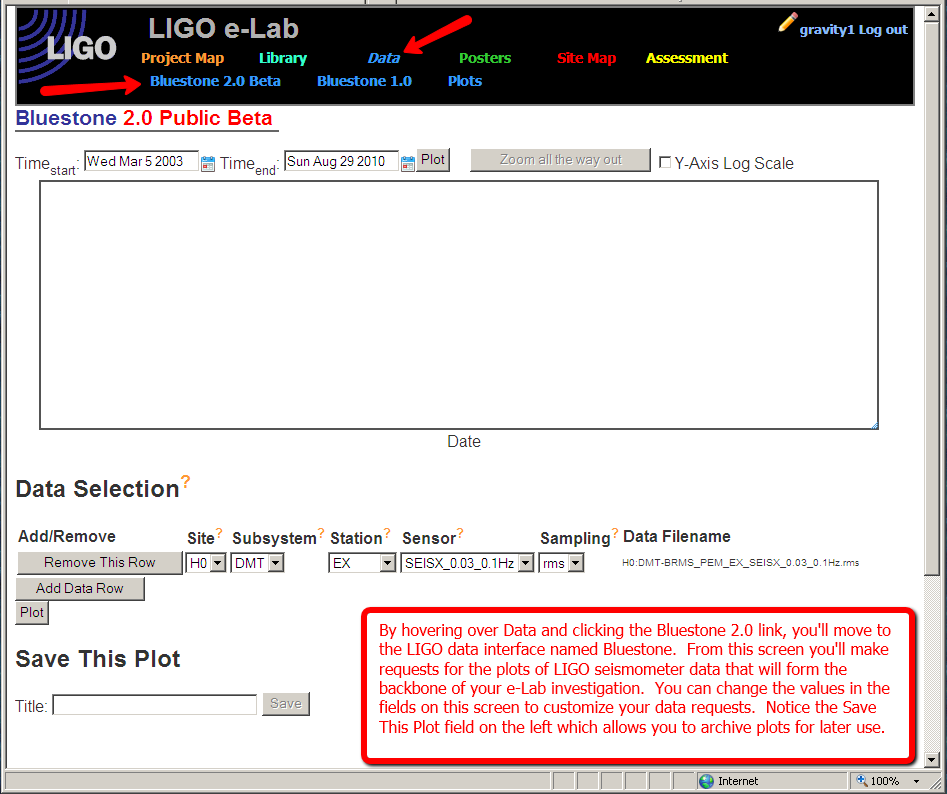 LIGO
LIGO e-Lab
gravity1 Log out
Project Map Library Data Posters Site Map Assessment
Bluestone 2.0 Beta Bluestone 1.0 Plots
Bluestone 2.0 Public Beta
Time start: Wed Mar 5 2003 Time end: Sun Aug 29 2010 Plot Zoom all the way out Y-Axis Log Scale
Date
Data Selection?
Add/Remove Site? Subsystem? Station? Sensor? Sampling? Data Filename
Remove This Row H0 DMT EX SEISX_0.03_0.1Hz rms H0:DMT-BRMS_PEM_EX_SEISX_0.03_0.1Hz.rms
Add Data Row
Plot
Save This Plot
Title: Save
By hovering over Data and clicking the Bluestone 2.0 link, you'll move to
the LIGO data interface named Bluestone. From this screen you'll make
requests for the plots of LIGO seismometer data that will form the
backbone of your e-Lab investigation. You can change the values in the
fields on this screen to customize your data requests. Notice the Save
This Plot field on the left which allows you to archive plots for later use.
Internet 100%